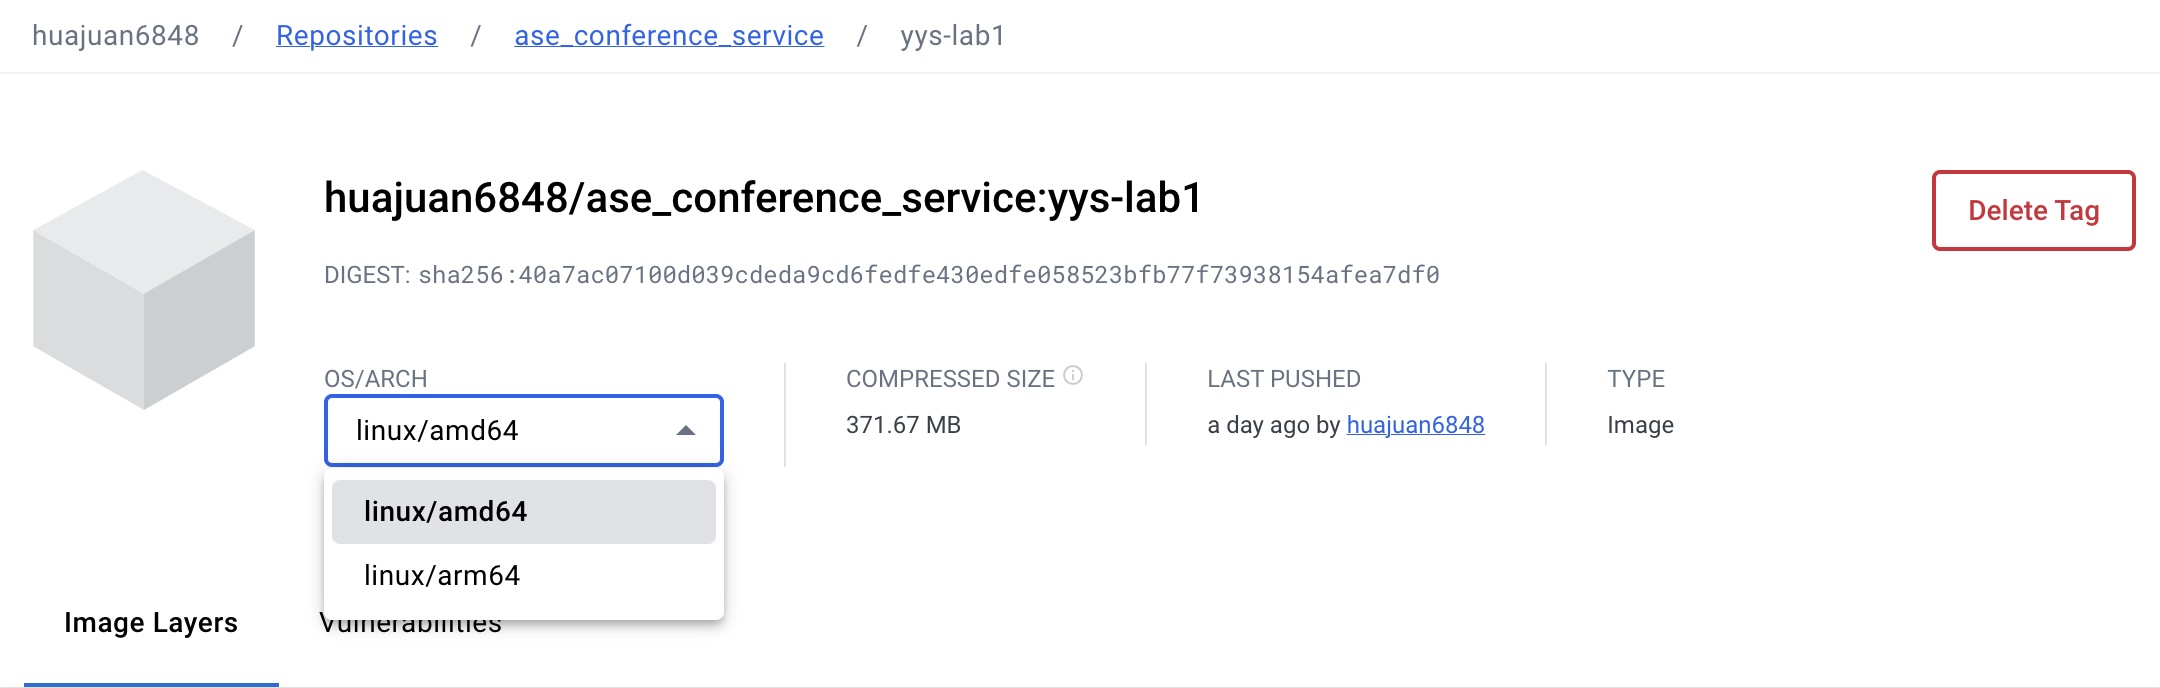 huajuan6848 / Repositories / ase_conference_service / yys-lab1
huajuan6848/ase_conference_service:yys-lab1
Delete Tag
DIGEST: sha256:40a7ac07100d039cdeda9cd6fedfe430edfe058523bfb77f73938154afea7df0
OS/ARCH
linux/amd64
linux/amd64
linux/arm64
COMPRESSED SIZE
371.67 MB
LAST PUSHED
a day ago by huajuan6848
TYPE
Image
Image Layers
Vulnerabilities